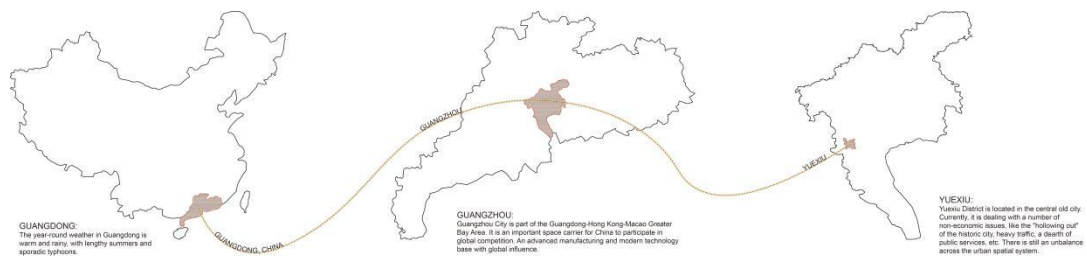 GUANGDONG:
The year-round weather in Guangdong is
warm and rainy, with lengthy summers and
sporadic typhoons.
GUANGDONG, CHINA
GUANGZHOU
GUANGZHOU:
Guangzhou City is part of the Guangdong-Hong Kong-Macao Greater
Bay Area. It is an important space carrier for China to participate in
global competition. An advanced manufacturing and modern technology
base with global influence.
YUEXIU
YUEXIU:
Yuexiu District is located in the central old city.
Currently, it is dealing with a number of
non-economic issues, like the "hollowing out"
of the historic city, heavy traffic, a dearth of
public services, etc. There is still an unbalance
across the urban spatial system.